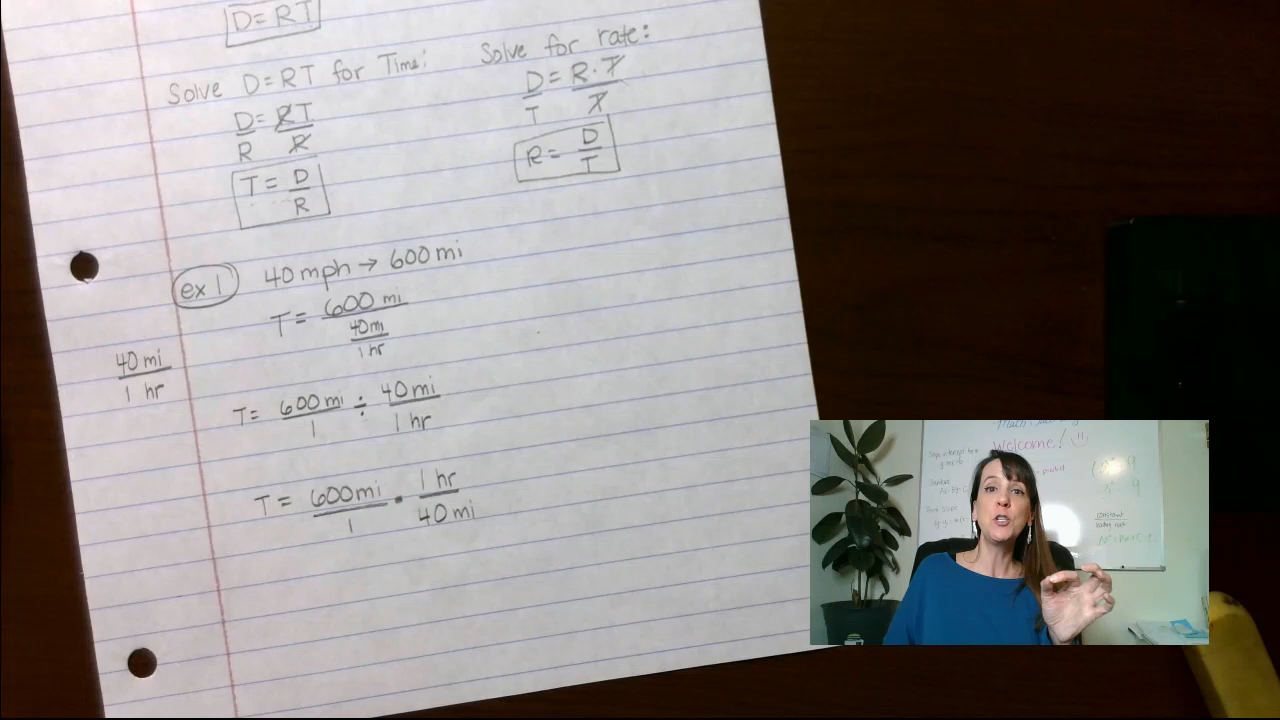 D = RT
Solve D = RT for Time:
D/R = RT/R
T = D/R
Solve for rate:
D/T = R·T/T
R = D/T
ex 1 40 mph → 600 mi
T = 600 mi / (40 mi / 1 hr)
40 mi / 1 hr
T = 600 mi / 1 ÷ 40 mi / 1 hr
T = 600 mi / 1 · 1 hr / 40 mi
Welcome!